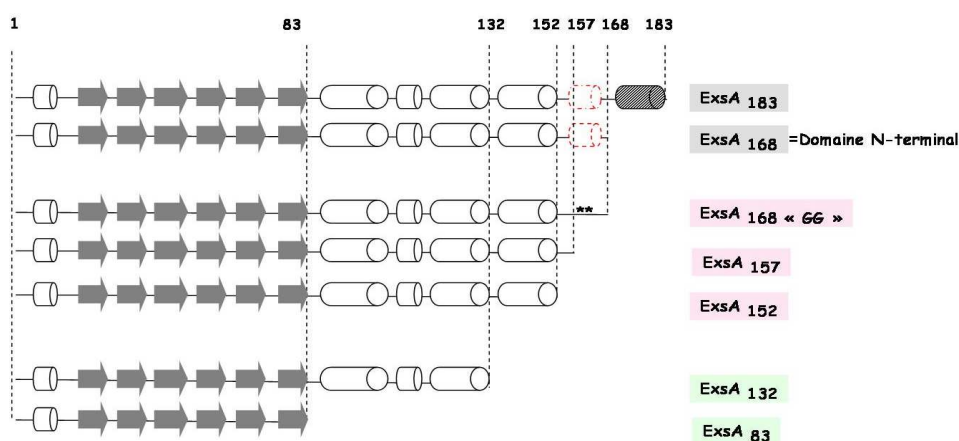 1 83 132 152 157 168 183
ExsA 183
ExsA 168 =Domaine N-terminal
**
ExsA 168 « GG »
ExsA 157
ExsA 152
ExsA 132
ExsA 83